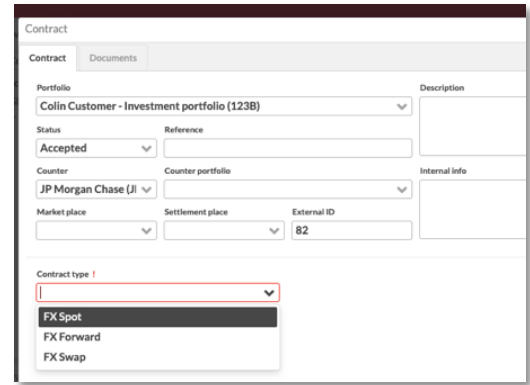 Contract
Contract Documents
Portfolio Description
Colin Customer - Investment portfolio (123B)
Status Reference
Accepted
Counter Counter portfolio Internal info
JP Morgan Chase (JI
Market place Settlement place External ID
82
Contract type !
FX Spot
FX Forward
FX Swap